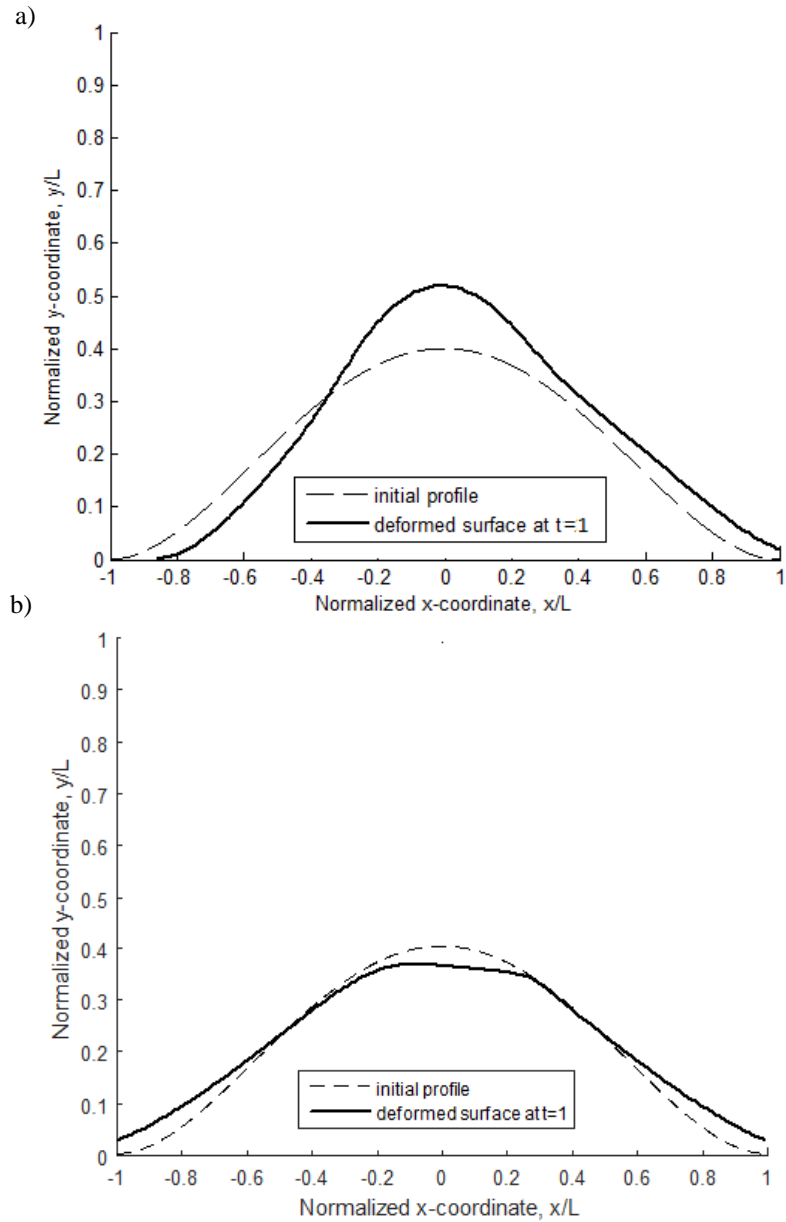 a)
1
0.9
0.8
0.7
0.6
0.5
0.4
0.3
0.2
0.1
0
Normalized y-coordinate, y/L
initial profile
deformed surface at t=1
-1 -0.8 -0.6 -0.4 -0.2 0 0.2 0.4 0.6 0.8 1
Normalized x-coordinate, x/L
b)
1
0.9
0.8
0.7
0.6
0.5
0.4
0.3
0.2
0.1
0
Normalized y-coordinate, y/L
initial profile
deformed surface at t=1
-1 -0.8 -0.6 -0.4 -0.2 0 0.2 0.4 0.6 0.8 1
Normalized x-coordinate, x/L